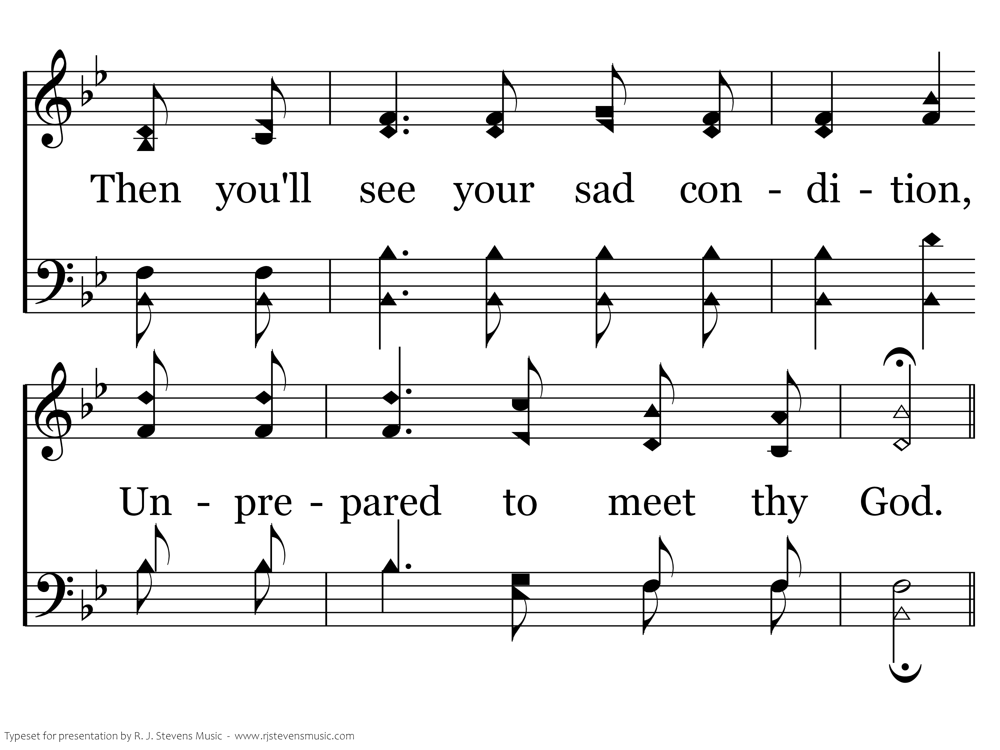 Then you'll see your sad con - di - tion,
Un - pre - pared to meet thy God.
Typeset for presentation by R. J. Stevens Music - www.rjstevensmusic.com